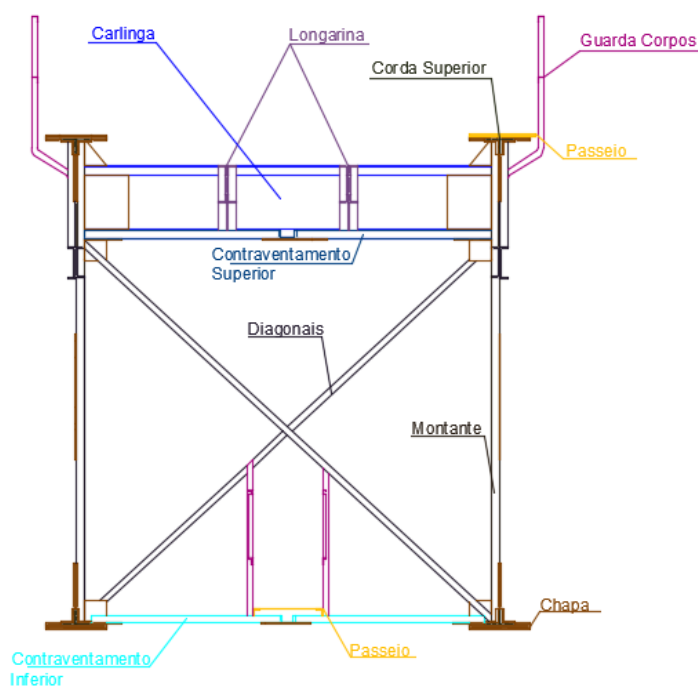 Carlinga
Longarina
Guarda Corpos
Corda Superior
Passeio
Contraventamento
Superior
Diagonais
Montante
Chapa
Passeio
Contraventamento
Inferior